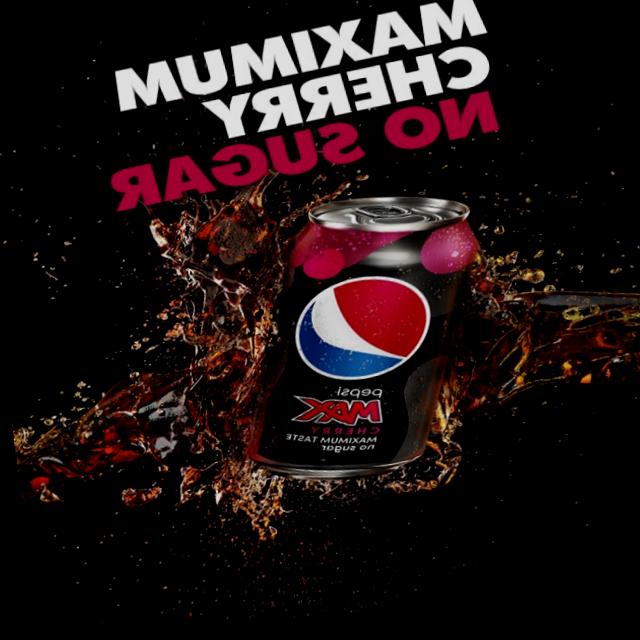 MAXIMUM
CHERRY
NO SUGAR
pepsi
MAX
CHERRY
MAXIMUM TASTE
no sugar